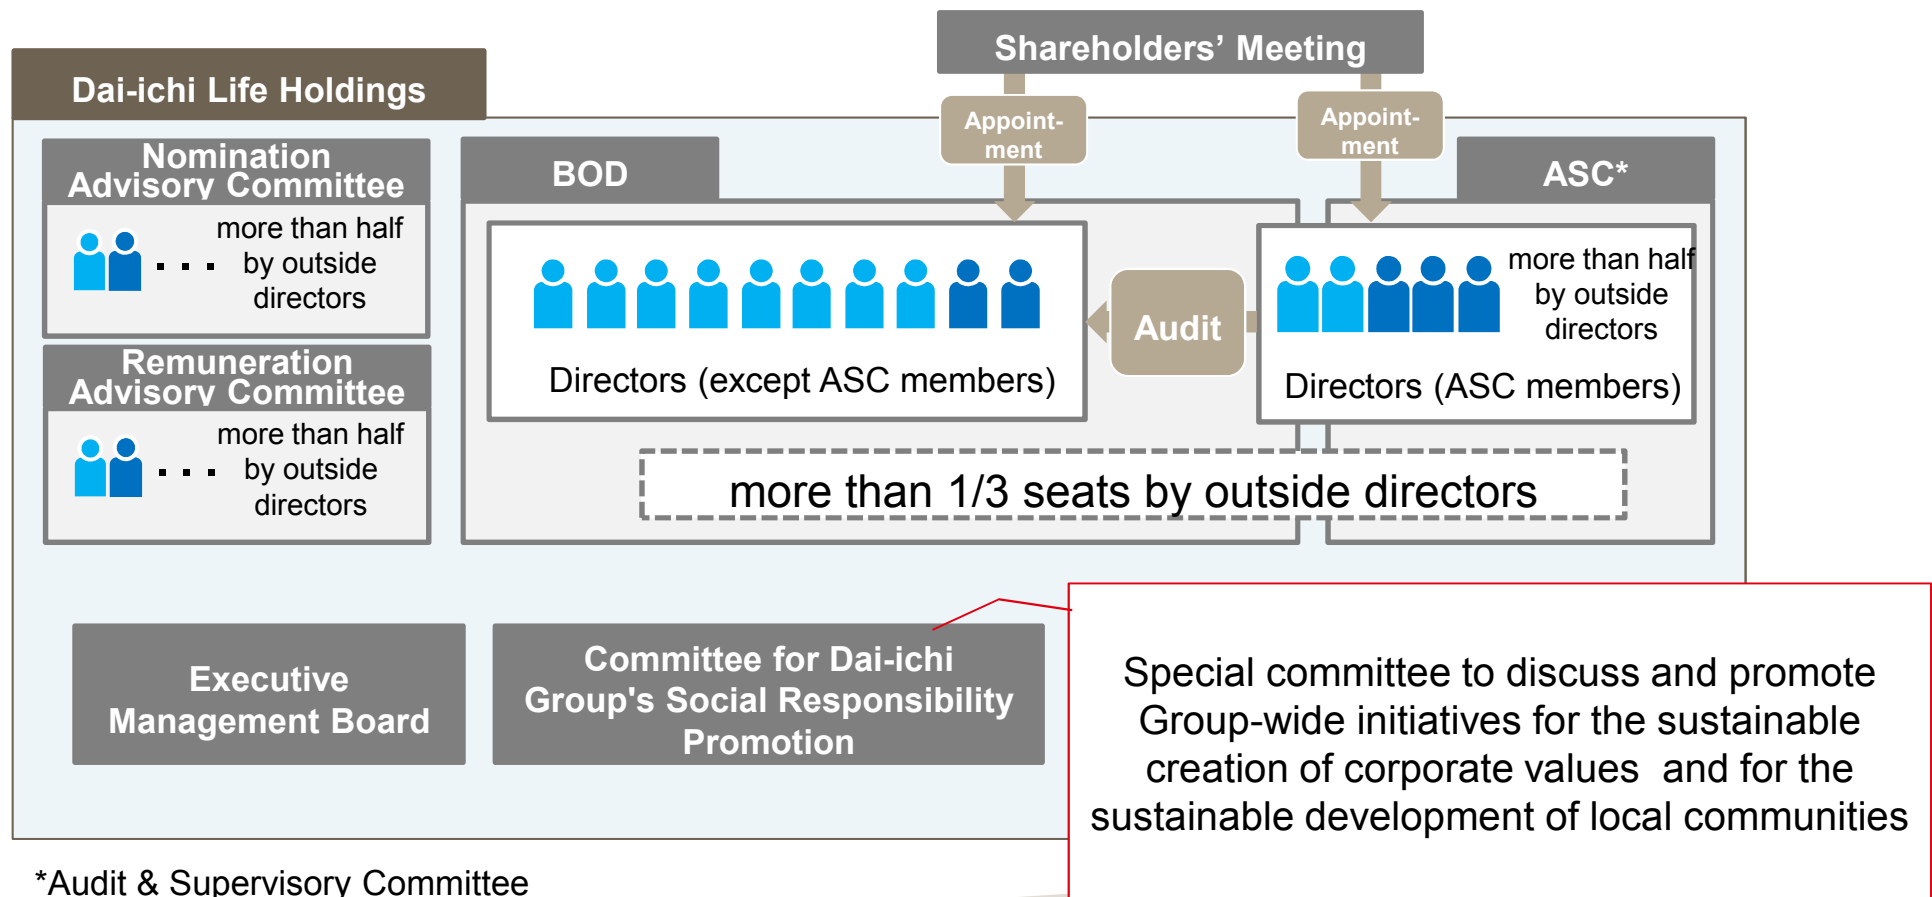 Shareholders’ Meeting
Dai-ichi Life Holdings
Appoint-
ment
Appoint-
ment
Nomination
Advisory Committee
more than half
by outside
directors
Remuneration
Advisory Committee
more than half
by outside
directors
BOD
ASC*
Directors (except ASC members)
Audit
more than half
by outside
directors
Directors (ASC members)
more than 1/3 seats by outside directors
Executive
Management Board
Committee for Dai-ichi
Group's Social Responsibility
Promotion
Special committee to discuss and promote
Group-wide initiatives for the sustainable
creation of corporate values  and for the
sustainable development of local communities
*Audit & Supervisory Committee